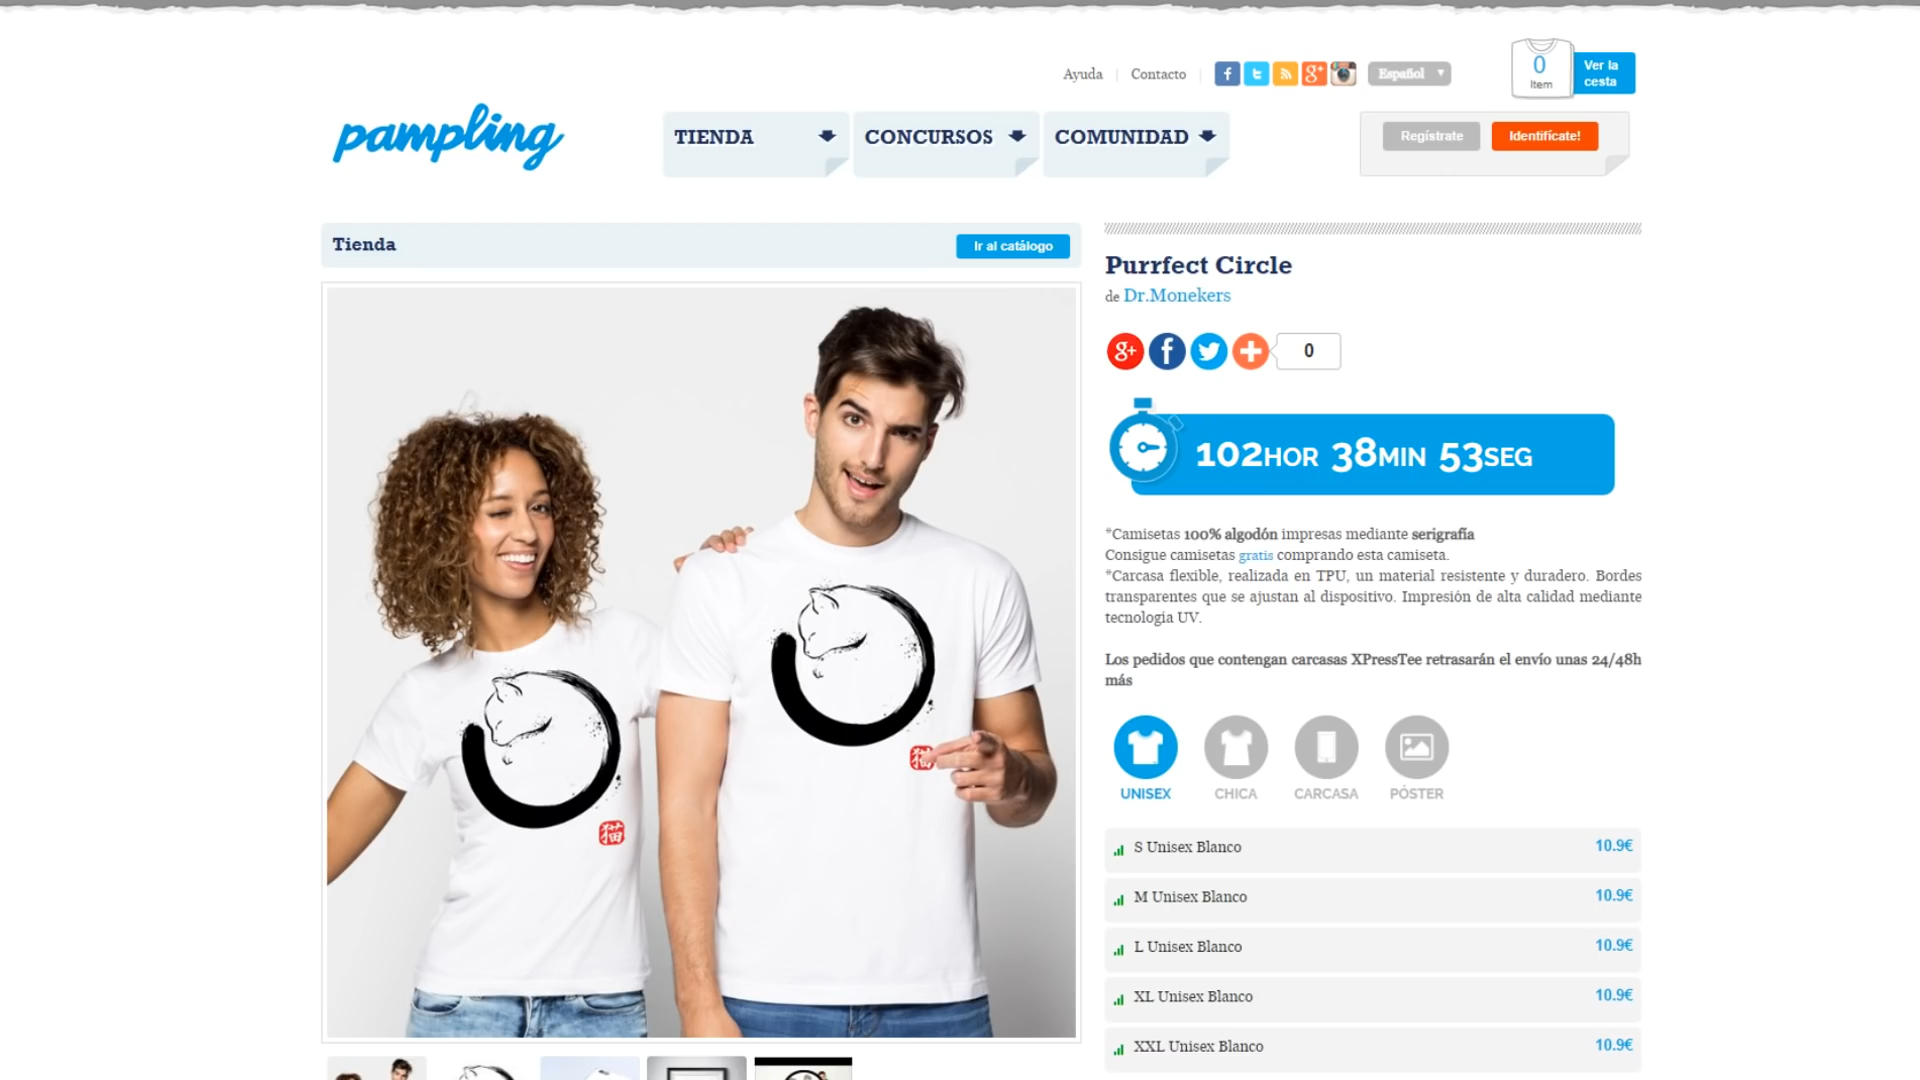 Ayuda
Contacto
Español
0
Item
Ver la
cesta
pampling
TIENDA
CONCURSOS
COMUNIDAD
Regístrate
Identifícate!
Tienda
Ir al catálogo
Purrfect Circle
de Dr.Monekers
0
102HOR 38MIN 53SEG
*Camisetas 100% algodón impresas mediante serigrafía
Consigue camisetas gratis comprando esta camiseta.
*Carcasa flexible, realizada en TPU, un material resistente y duradero. Bordes
transparentes que se ajustan al dispositivo. Impresión de alta calidad mediante
tecnología UV.
Los pedidos que contengan carcasas XPressTee retrasarán el envío unas 24/48h
más
UNISEX
CHICA
CARCASA
PÓSTER
S Unisex Blanco 10.9€
M Unisex Blanco 10.9€
L Unisex Blanco 10.9€
XL Unisex Blanco 10.9€
XXL Unisex Blanco 10.9€
猫
猫